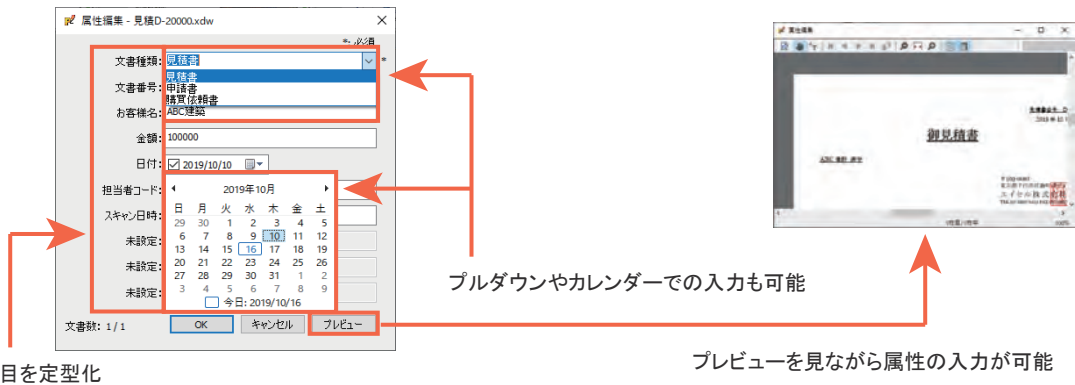 属性編集 - 見積D-20000.xdw
*: 必須
文書種類: 見積書 *
見積書
文書番号: 申請書
購買依頼書
お客様名: ABC建築
金額: 100000
日付: 2019/10/10
担当者コード:
2019年10月
スキャン日時:
日 月 火 水 木 金 土
29 30 1 2 3 4 5
6 7 8 9 10 11 12
未設定:
13 14 15 16 17 18 19
未設定:
20 21 22 23 24 25 26
27 28 29 30 31 1 2
未設定:
3 4 5 6 7 8 9
今日: 2019/10/16
文書数: 1 / 1
OK キャンセル プレビュー
目を定型化
プルダウンやカレンダーでの入力も可能
属性編集
御見積書
プレビューを見ながら属性の入力が可能